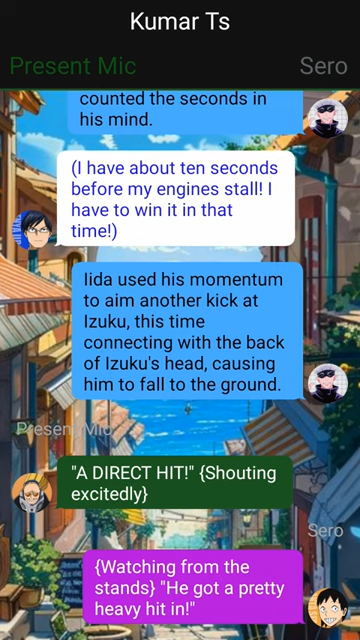 Kumar Ts
Present Mic
Sero
counted the seconds in
his mind.
(I have about ten seconds
before my engines stall! I
have to win it in that
time!)
Iida used his momentum
to aim another kick at
Izuku, this time
connecting with the back
of Izuku's head, causing
him to fall to the ground.
Present Mic
"A DIRECT HIT!" {Shouting
excitedly}
Sero
{Watching from the
stands} "He got a pretty
heavy hit in!"